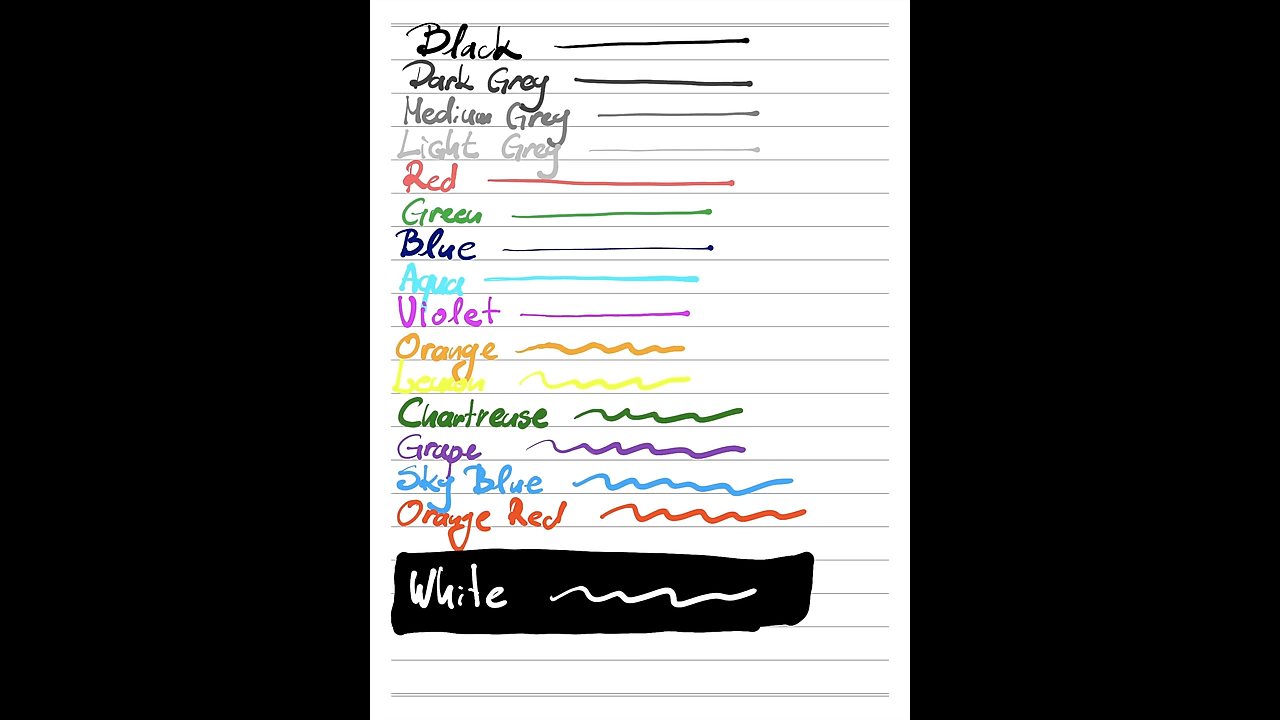 Black
Dark Grey
Medium Grey
Light Grey
Red
Green
Blue
Aqua
Violet
Orange
Lemon
Chartreuse
Grape
Sky Blue
Orange Red
White